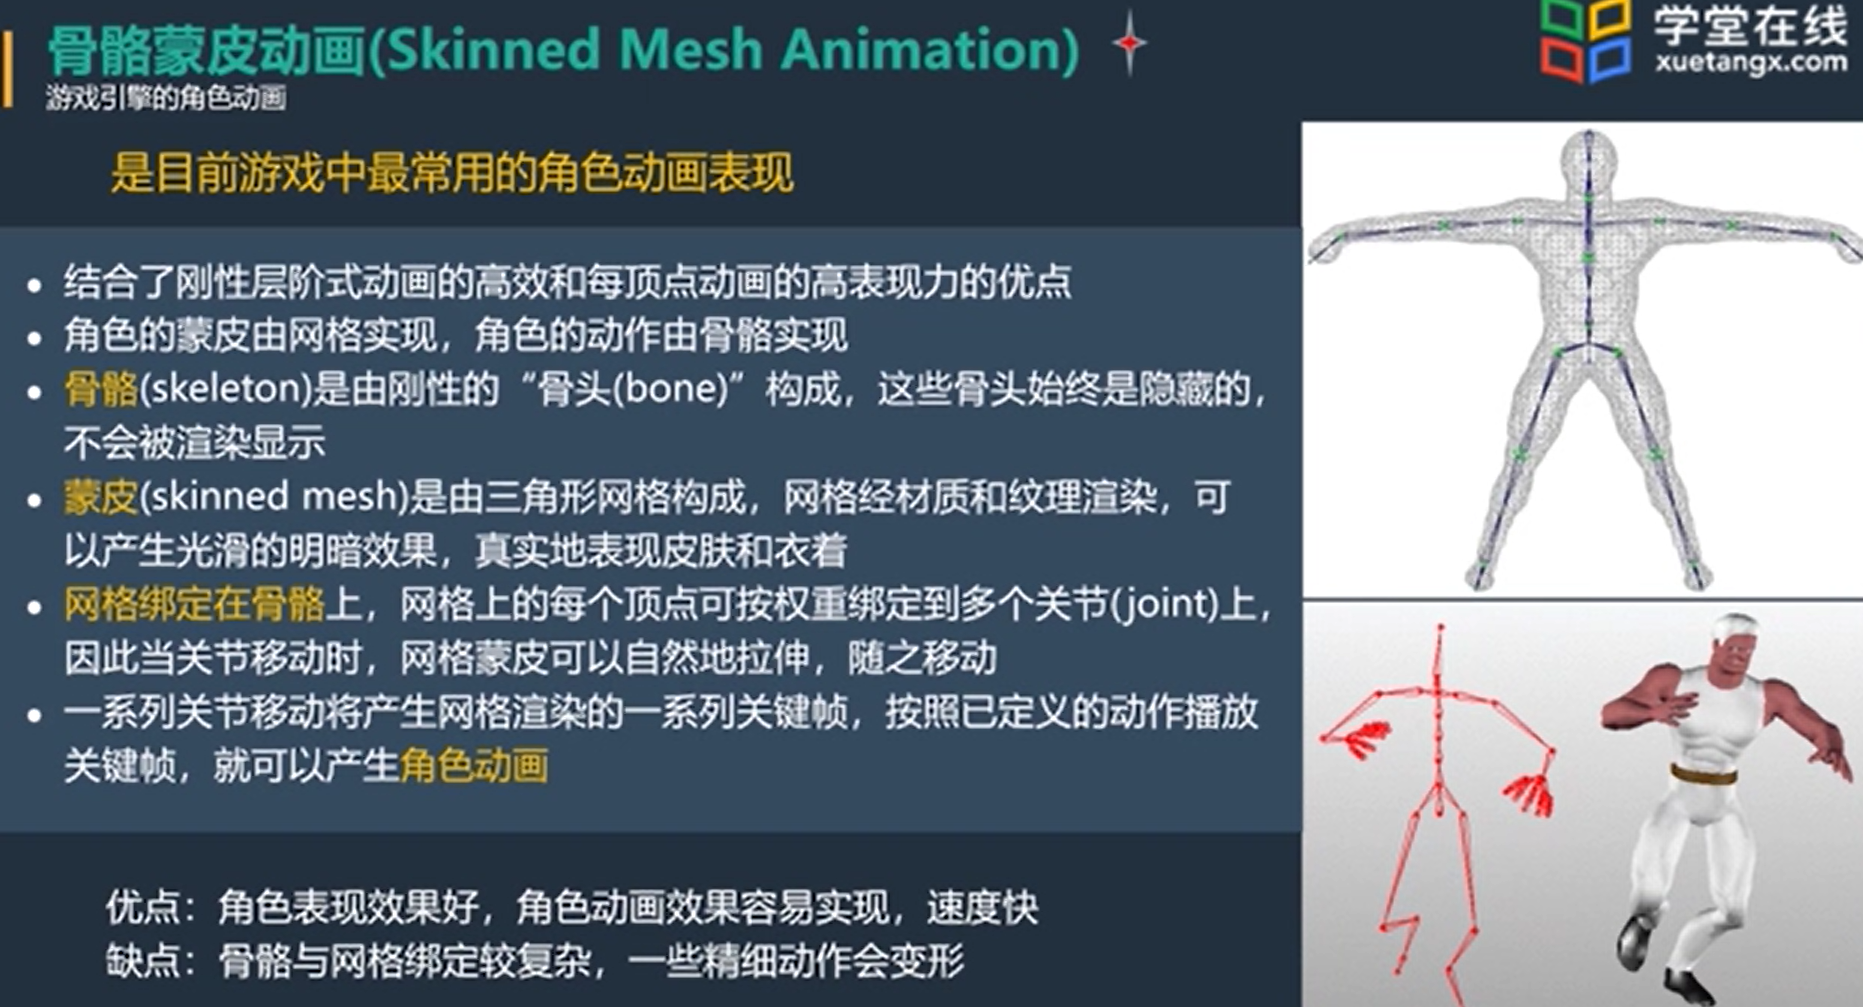 骨骼蒙皮动画(Skinned Mesh Animation)
游戏引擎的角色动画
学堂在线
xuetangx.com
是目前游戏中最常用的角色动画表现
• 结合了刚性层阶式动画的高效和每顶点动画的高表现力的优点
• 角色的蒙皮由网格实现，角色的动作由骨骼实现
• 骨骼(skeleton)是由刚性的“骨头(bone)”构成，这些骨头始终是隐藏的，
不会被渲染显示
• 蒙皮(skinned mesh)是由三角形网格构成，网格经材质和纹理渲染，可
以产生光滑的明暗效果，真实地表现皮肤和衣着
• 网格绑定在骨骼上，网格上的每个顶点可按权重绑定到多个关节(joint)上，
因此当关节移动时，网格蒙皮可以自然地拉伸，随之移动
• 一系列关节移动将产生网格渲染的一系列关键帧，按照已定义的动作播放
关键帧，就可以产生角色动画
优点：角色表现效果好，角色动画效果容易实现，速度快
缺点：骨骼与网格绑定较复杂，一些精细动作会变形